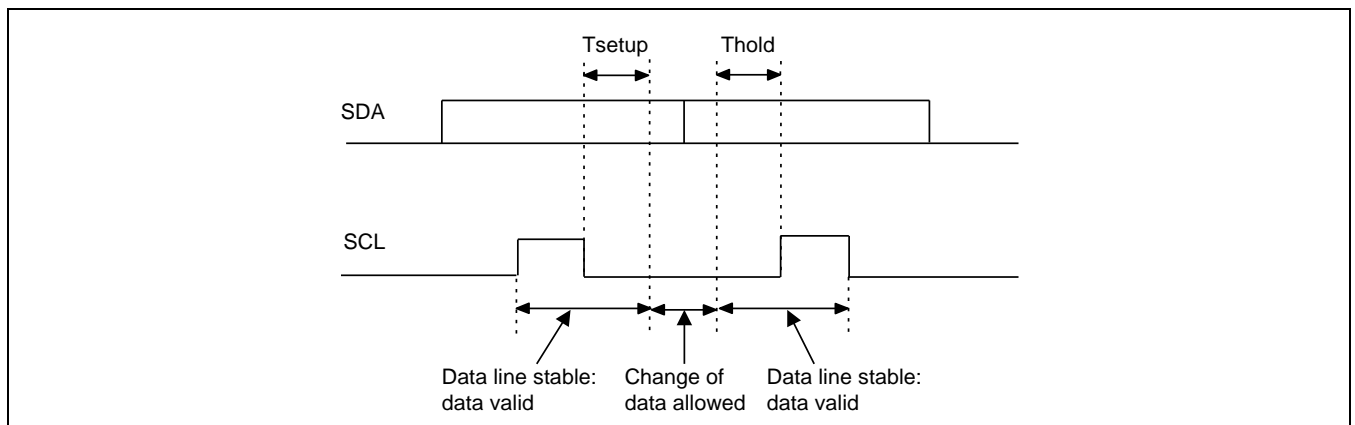 Tsetup Thold
SDA
SCL
Data line stable:
data valid
Change of
data allowed
Data line stable:
data valid